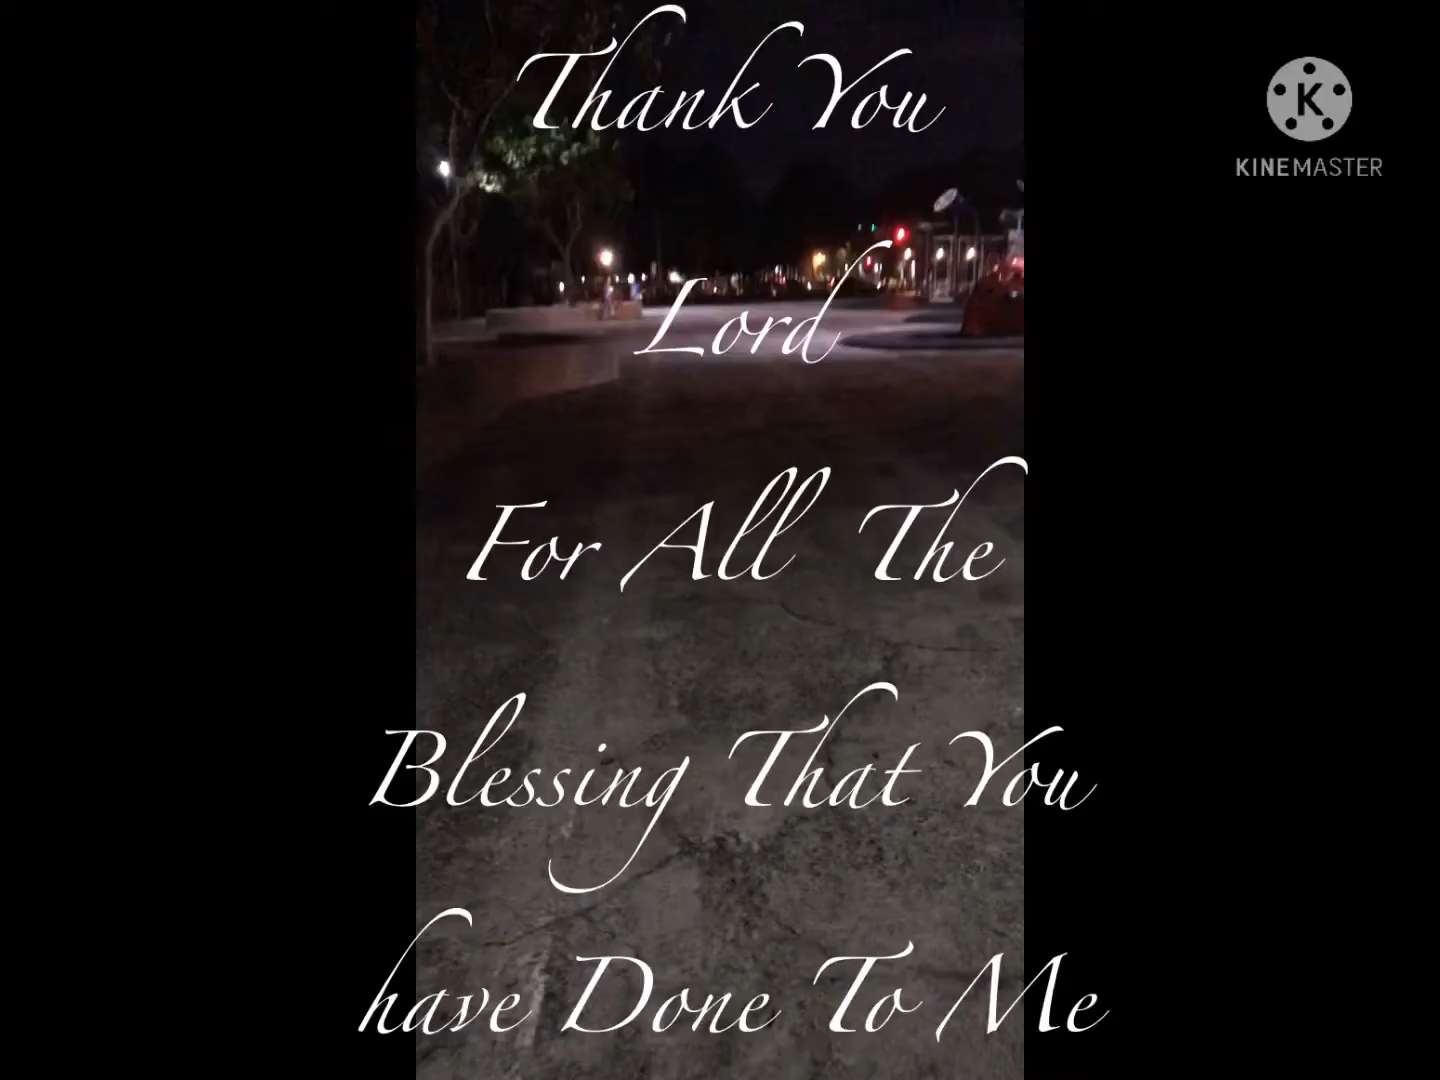 Thank You
Lord
For All The
Blessing That You
have Done To Me
K
KINEMASTER